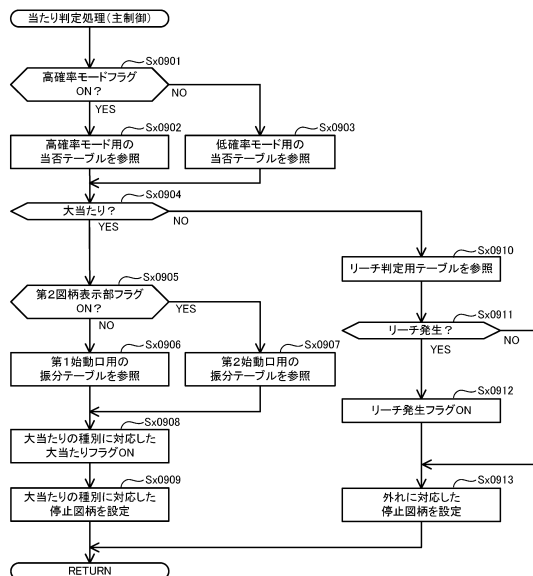 当たり判定処理(主制御)
Sx0901
高確率モードフラグ
ON?
NO
YES
Sx0902
高確率モード用の
当否テーブルを参照
Sx0903
低確率モード用の
当否テーブルを参照
Sx0904
大当たり?
NO
YES
Sx0905
第2図柄表示部フラグ
ON?
YES
NO
Sx0906
第1始動口用の
振分テーブルを参照
Sx0907
第2始動口用の
振分テーブルを参照
Sx0908
大当たりの種別に対応した
大当たりフラグON
Sx0909
大当たりの種別に対応した
停止図柄を設定
Sx0910
リーチ判定用テーブルを参照
Sx0911
リーチ発生?
NO
YES
Sx0912
リーチ発生フラグON
Sx0913
外れに対応した
停止図柄を設定
RETURN